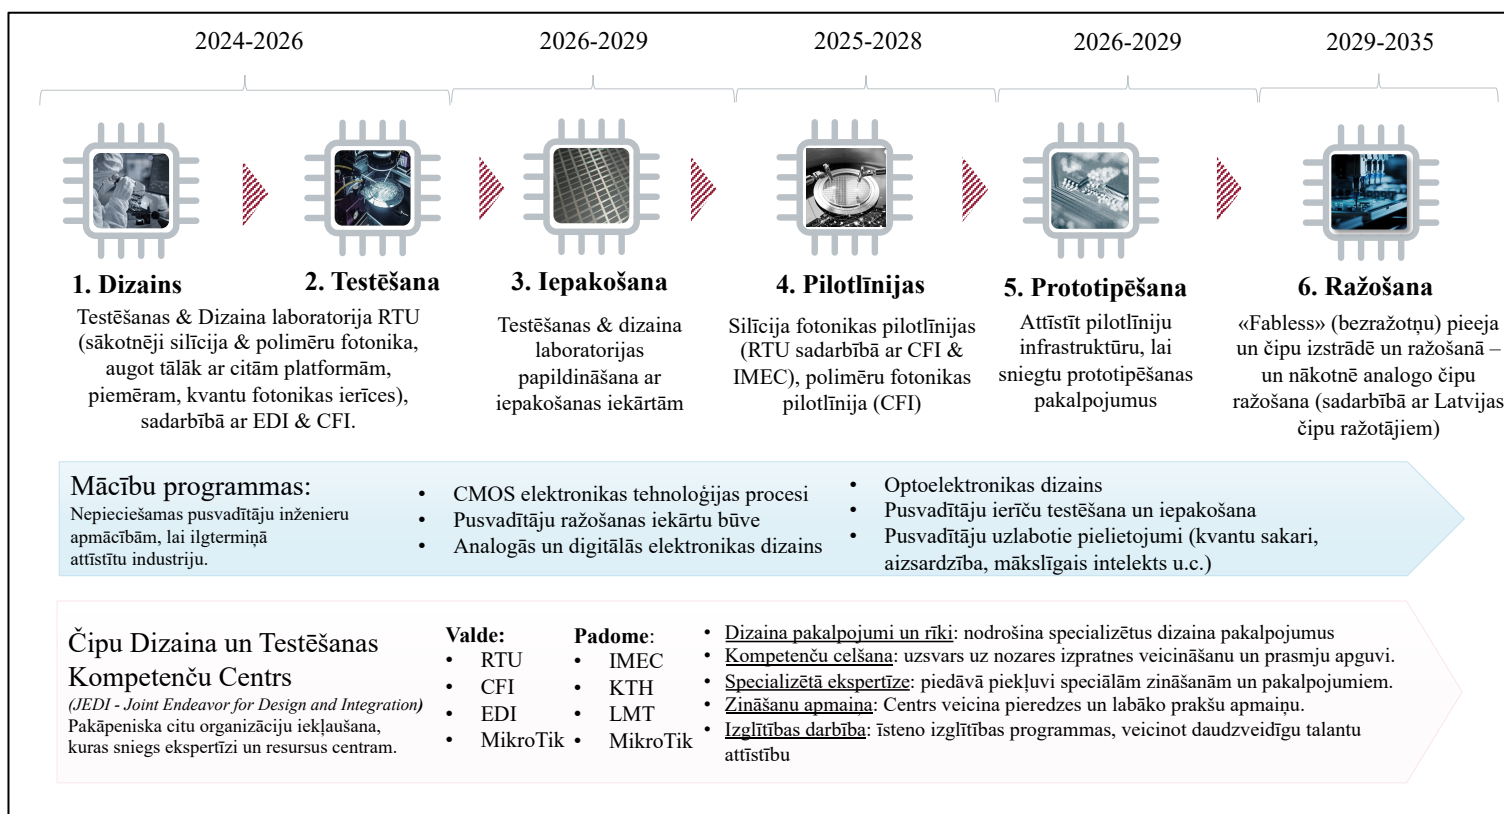 2024-2026
2026-2029
2025-2028
2026-2029
2029-2035
1. Dizains
2. Testēšana
Testēšanas & Dizaina laboratorija RTU
(sākotnēji silīcija & polimēru fotonika,
augot tālāk ar citām platformām,
piemēram, kvantu fotonikas ierīces),
sadarbībā ar EDI & CFI.
3. Iepakošana
Testēšanas & dizaina
laboratorijas
papildināšana ar
iepakošanas iekārtām
4. Pilotlīnijas
Silīcija fotonikas pilotlīnijas
(RTU sadarbībā ar CFI &
IMEC), polimēru fotonikas
pilotlīnija (CFI)
5. Prototipēšana
Attīstīt pilotlīniju
infrastruktūru, lai
sniegtu prototipēšanas
pakalpojumus
6. Ražošana
«Fabless» (bezražotņu) pieeja
un čipu izstrādē un ražošanā –
un nākotnē analogo čipu
ražošana (sadarbībā ar Latvijas
čipu ražotājiem)
Mācību programmas:
Nepieciešamas pusvadītāju inženieru
apmācībām, lai ilgtermiņā
attīstītu industriju.
• CMOS elektronikas tehnoloģijas procesi
• Pusvadītāju ražošanas iekārtu būve
• Analogās un digitālās elektronikas dizains
• Optoelektronikas dizains
• Pusvadītāju ierīču testēšana un iepakošana
• Pusvadītāju uzlabotie pielietojumi (kvantu sakari,
aizsardzība, mākslīgais intelekts u.c.)
Čipu Dizaina un Testēšanas
Kompetenču Centrs
(JEDI - Joint Endeavor for Design and Integration)
Pakāpeniska citu organizāciju iekļaušana,
kuras sniegs ekspertīzi un resursus centram.
Valde:
• RTU
• CFI
• EDI
• MikroTik
Padome:
• IMEC
• KTH
• LMT
• MikroTik
• Dizaina pakalpojumi un rīki: nodrošina specializētus dizaina pakalpojumus
• Kompetenču celšana: uzsvars uz nozares izpratnes veicināšanu un prasmju apguvi.
• Specializētā ekspertīze: piedāvā piekļuvi speciālām zināšanām un pakalpojumiem.
• Zināšanu apmaiņa: Centrs veicina pieredzes un labāko prakšu apmaiņu.
• Izglītības darbība: īsteno izglītības programmas, veicinot daudzveidīgu talantu
attīstību